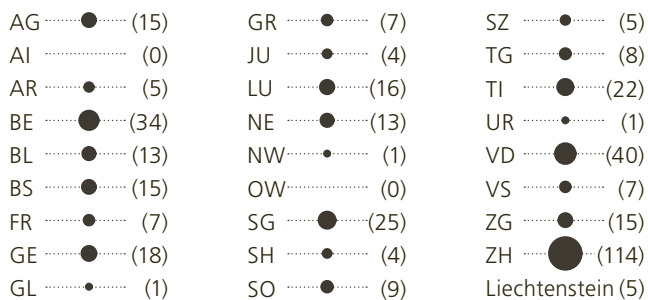 AG (15)
AI (0)
AR (5)
BE (34)
BL (13)
BS (15)
FR (7)
GE (18)
GL (1)
GR (7)
JU (4)
LU (16)
NE (13)
NW (1)
OW (0)
SG (25)
SH (4)
SO (9)
SZ (5)
TG (8)
TI (22)
UR (1)
VD (40)
VS (7)
ZG (15)
ZH (114)
Liechtenstein (5)